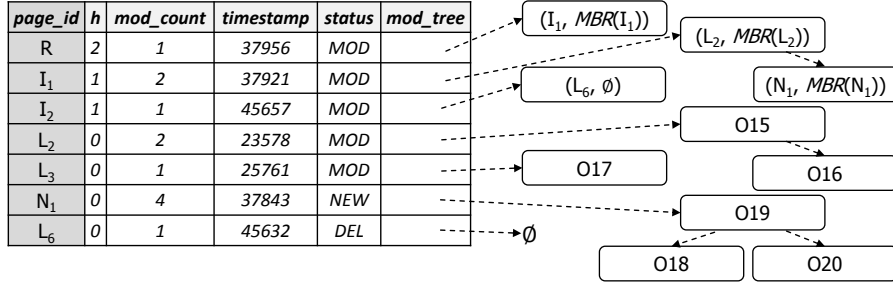 page_id h mod_count timestamp status mod_tree
R 2 1 37956 MOD
I₁ 1 2 37921 MOD
I₂ 1 1 45657 MOD
L₂ 0 2 23578 MOD
L₃ 0 1 25761 MOD
N₁ 0 4 37843 NEW
L₆ 0 1 45632 DEL
(I₁, MBR(I₁))
(L₂, MBR(L₂))
(L₆, ∅)
(N₁, MBR(N₁))
O15
O17
O16
O19
∅
O18
O20